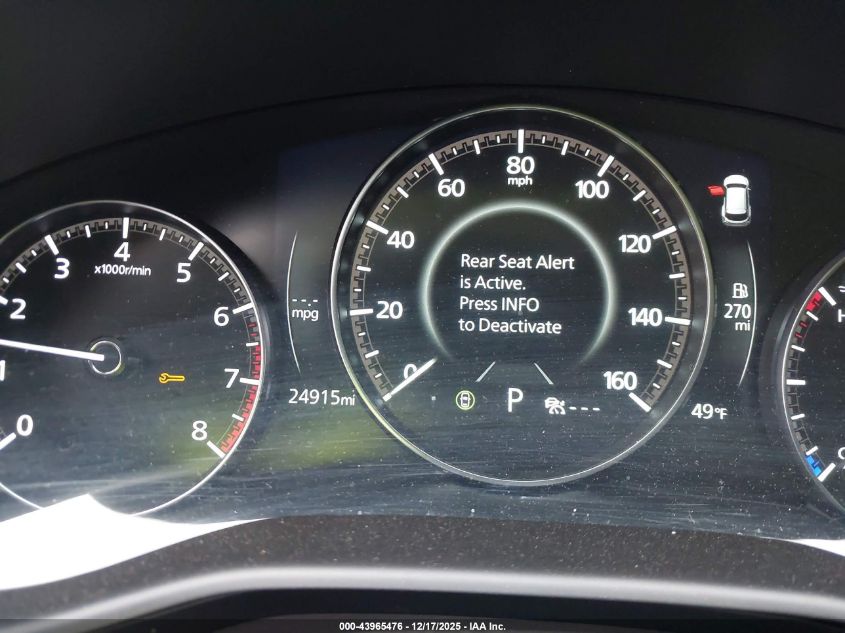 0
1
2
3
4
5
6
7
8
x1000r/min
mpg
24915mi
0
20
40
60
80
mph
100
120
140
160
Rear Seat Alert
is Active.
Press INFO
to Deactivate
P
270
mi
49°F
H
C
000-43965476 - 12/17/2025 - IAA Inc.